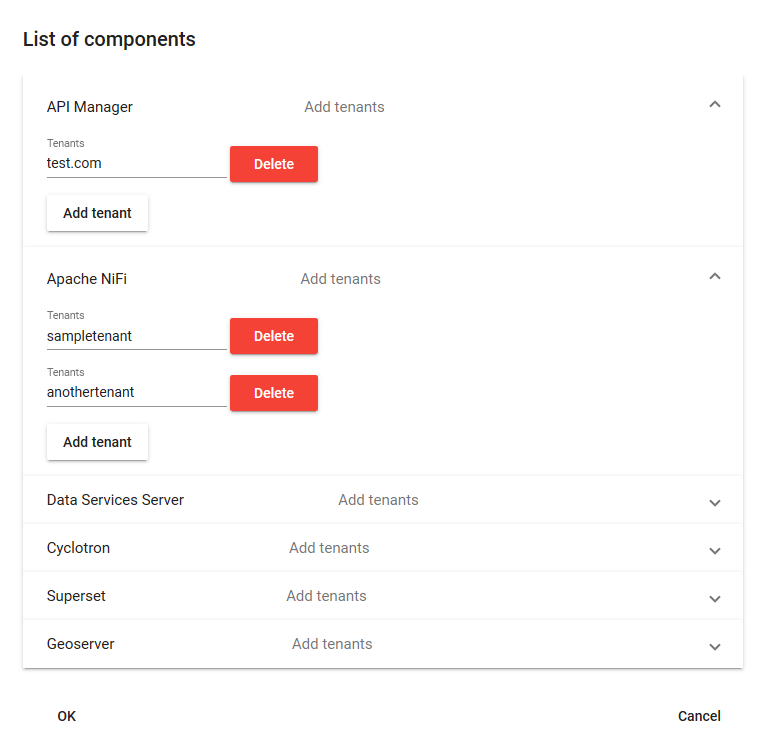 List of components
API Manager Add tenants
Tenants
test.com Delete
Add tenant
Apache NiFi Add tenants
Tenants
sampletenant Delete
Tenants
anothertenant Delete
Add tenant
Data Services Server Add tenants
Cyclotron Add tenants
Superset Add tenants
Geoserver Add tenants
OK Cancel